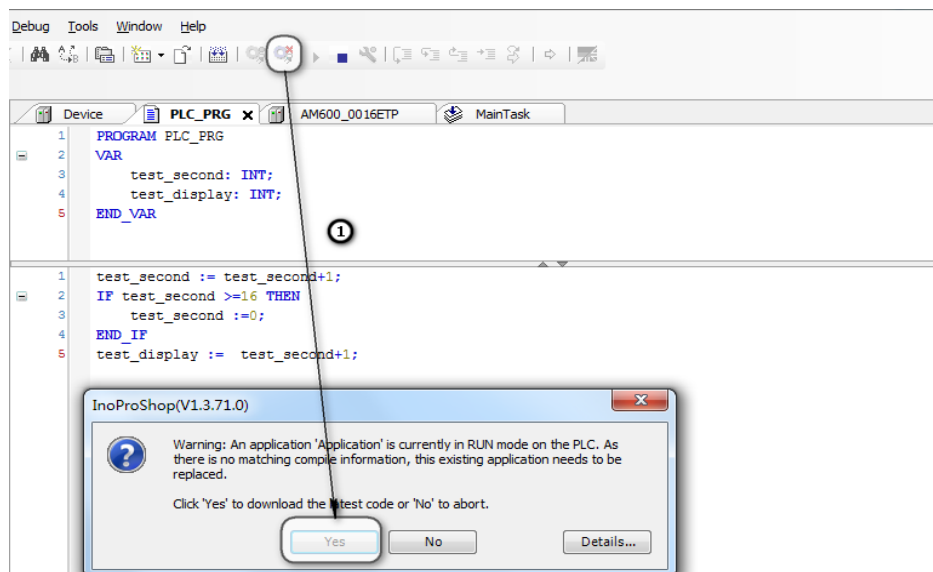 Debug Tools Window Help
Device PLC_PRG AM600_0016ETP MainTask
1 PROGRAM PLC_PRG
2 VAR
3 test_second: INT;
4 test_display: INT;
5 END_VAR
1
1 test_second := test_second+1;
2 IF test_second >=16 THEN
3 test_second :=0;
4 END_IF
5 test_display := test_second+1;
InoProShop(V1.3.71.0)
Warning: An application 'Application' is currently in RUN mode on the PLC. As
there is no matching compile information, this existing application needs to be
replaced.
Click 'Yes' to download the latest code or 'No' to abort.
Yes No Details...